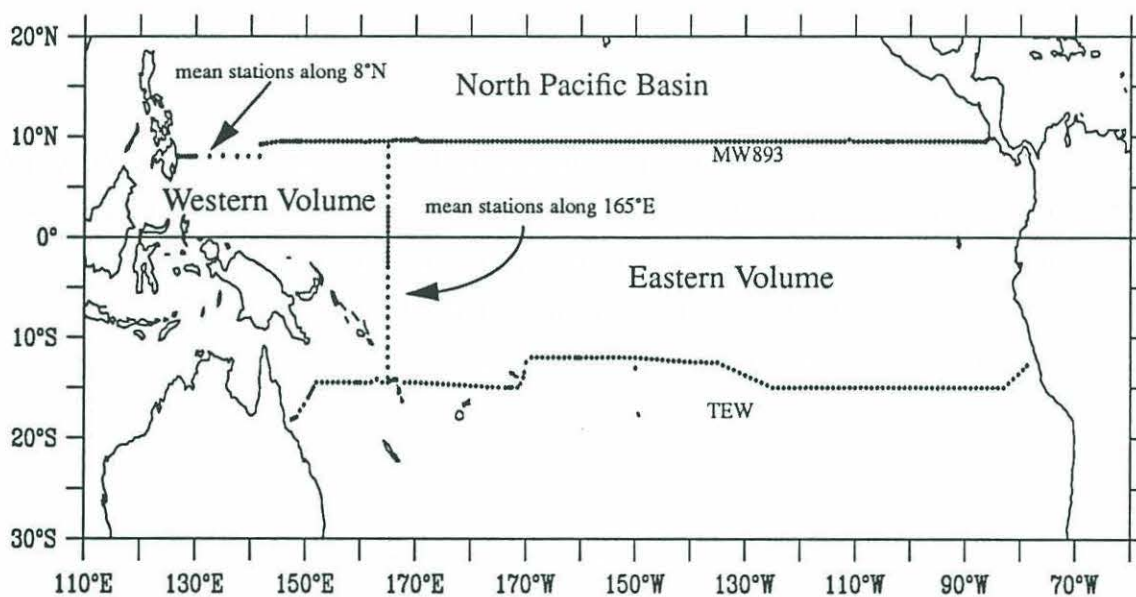 20°N
mean stations along 8°N
North Pacific Basin
10°N
MW893
Western Volume
mean stations along 165°E
0°
Eastern Volume
10°S
TEW
20°S
30°S
110°E 130°E 150°E 170°E 170°W 150°W 130°W 110°W 90°W 70°W